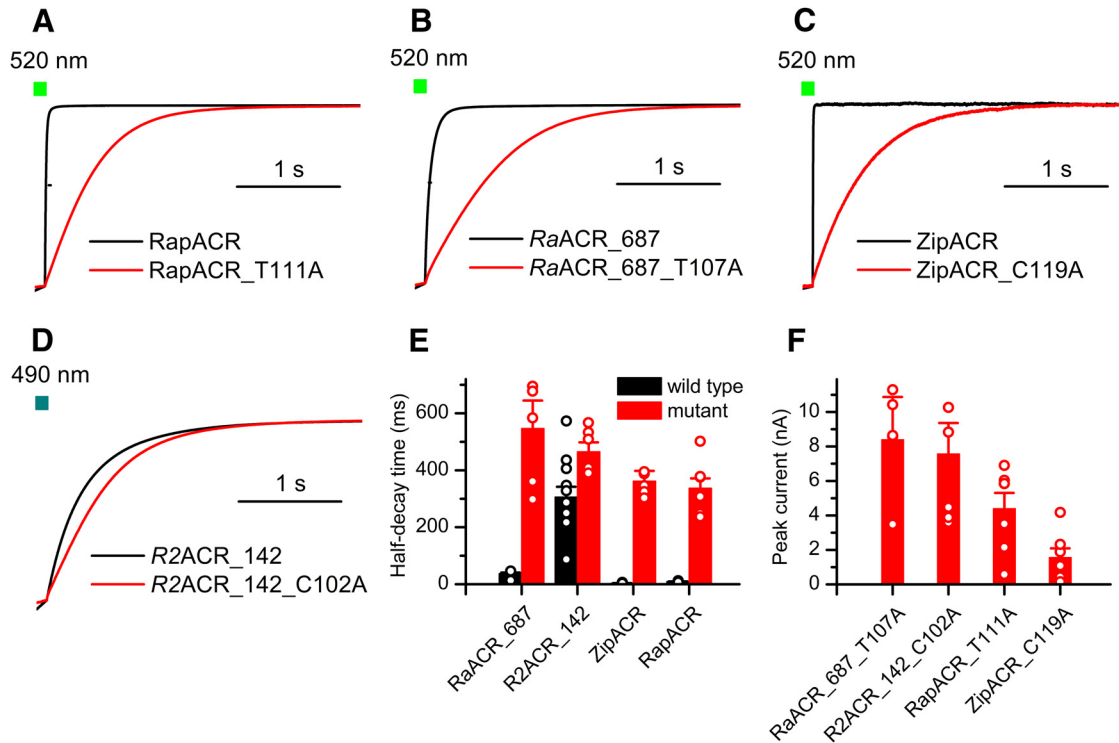 A
520 nm
1 s
RapACR
RapACR_T111A
B
520 nm
1 s
RaACR_687
RaACR_687_T107A
C
520 nm
1 s
ZipACR
ZipACR_C119A
D
490 nm
1 s
R2ACR_142
R2ACR_142_C102A
E
Half-decay time (ms)
600
400
200
0
wild type
mutant
RaACR_687
R2ACR_142
ZipACR
RapACR
F
Peak current (nA)
10
8
6
4
2
0
RaACR_687_T107A
R2ACR_142_C102A
RapACR_T111A
ZipACR_C119A